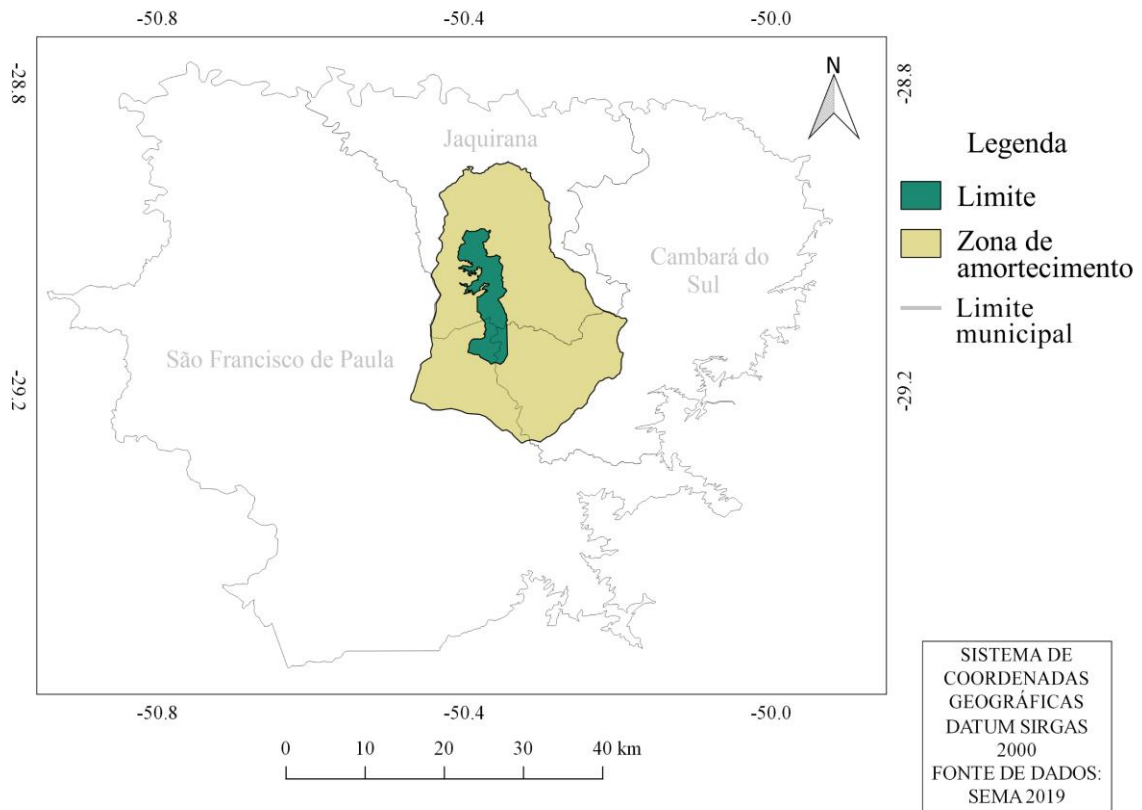 -50.8
-50.4
-50.0
-28.8
-28.8
N
Jaquirana
Legenda
Limite
Zona de
amortecimento
Limite
municipal
Cambará do
Sul
São Francisco de Paula
-29.2
-29.2
-50.8
-50.4
-50.0
0 10 20 30 40 km
SISTEMA DE
COORDENADAS
GEOGRÁFICAS
DATUM SIRGAS
2000
FONTE DE DADOS:
SEMA 2019